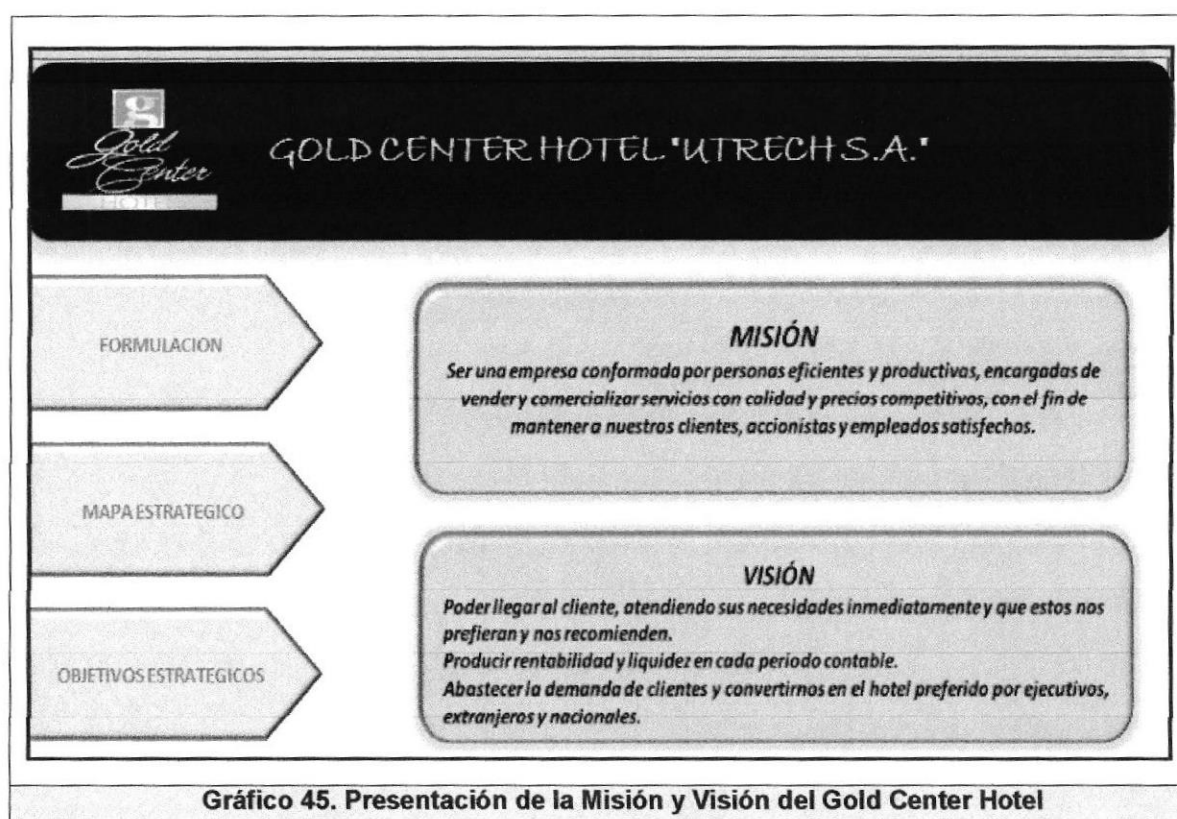 g
Gold
Center
HOTEL
GOLD CENTER HOTEL "UTRECH S.A."
FORMULACION
MAPA ESTRATEGICO
OBJETIVOS ESTRATEGICOS
MISIÓN
Ser una empresa conformada por personas eficientes y productivas, encargadas de
vender y comercializar servicios con calidad y precios competitivos, con el fin de
mantener a nuestros clientes, accionistas y empleados satisfechos.
VISIÓN
Poder llegar al cliente, atendiendo sus necesidades inmediatamente y que estos nos
prefieran y nos recomienden.
Producir rentabilidad y liquidez en cada periodo contable.
Abastecer la demanda de clientes y convertirnos en el hotel preferido por ejecutivos,
extranjeros y nacionales.
Gráfico 45. Presentación de la Misión y Visión del Gold Center Hotel